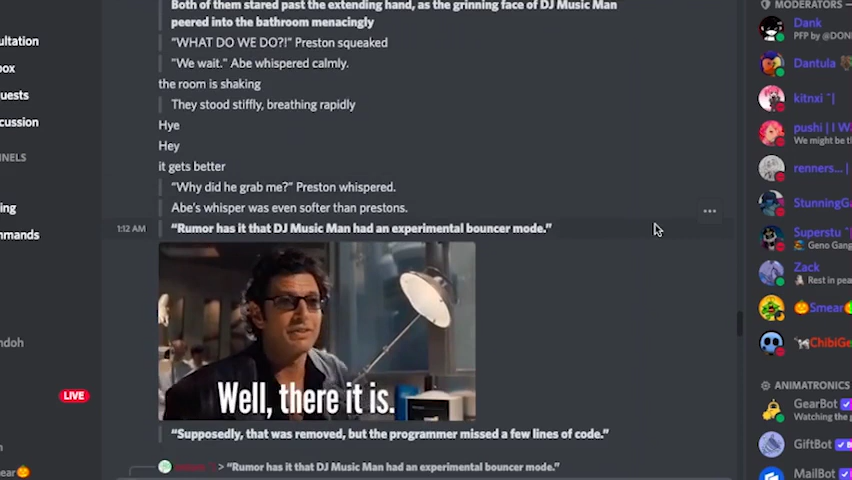 Both of them stared past the extending hand, as the grinning face of DJ Music Man
peered into the bathroom menacingly
"WHAT DO WE DO?!" Preston squeaked
"We wait." Abe whispered calmly.
the room is shaking
They stood stiffly, breathing rapidly
Hye
Hey
it gets better
"Why did he grab me?" Preston whispered.
Abe's whisper was even softer than prestons.
1:12 AM
"Rumor has it that DJ Music Man had an experimental bouncer mode."
Well, there it is.
"Supposedly, that was removed, but the programmer missed a few lines of code."
> "Rumor has it that DJ Music Man had an experimental bouncer mode."
ultation
ox
uests
cussion
NELS
ing
mmands
ndoh
LIVE
ear
MODERATORS
Dank
PFP by @DON
Dantula
kitnxi ~|
pushi | I W
We might be th
renners... ~|
StunningGa
Superstu ~|
Geno Gang
Zack
Rest in pea
Smear
ChibiGe
ANIMATRONICS
GearBot
Watching the
GiftBot
MailBot